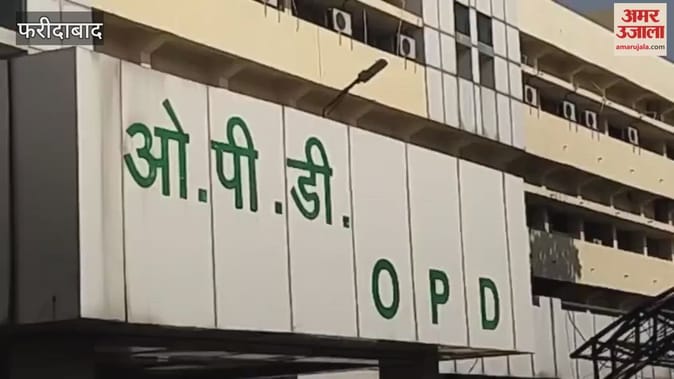 फरीदाबाद
अमर
उजाला
amarujala.com
ओ.पी.डी.
OPD